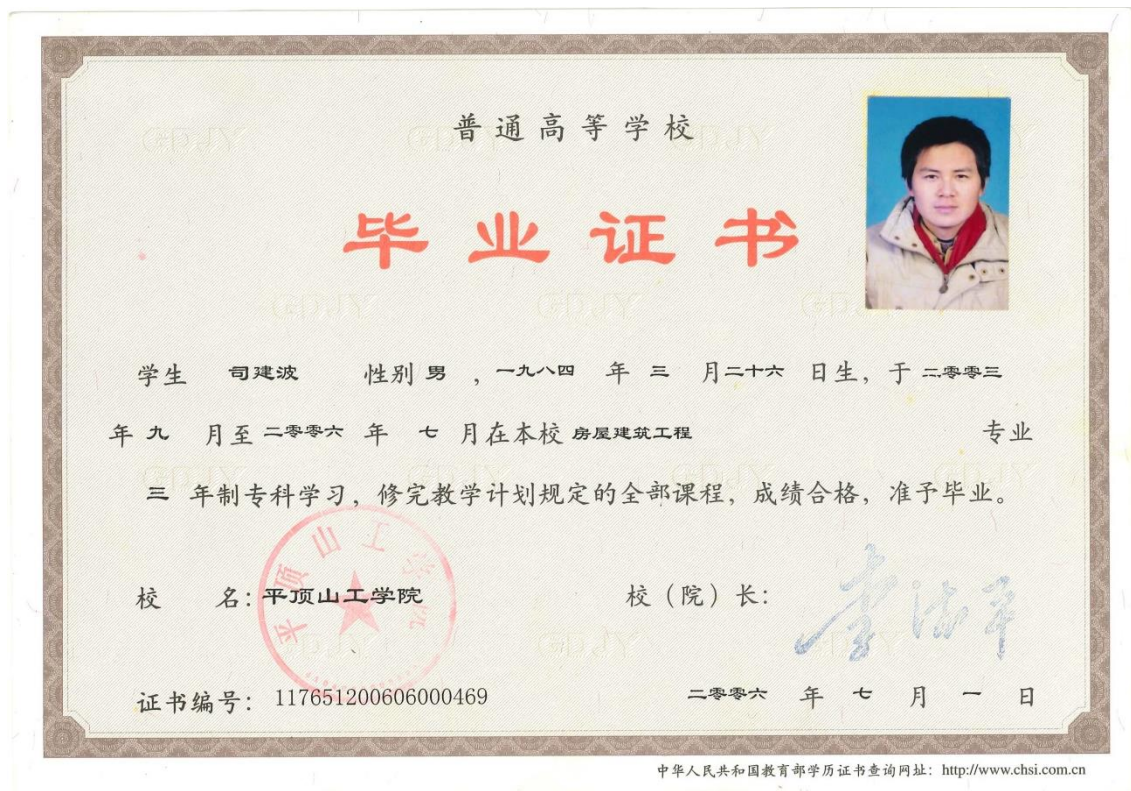 普通高等学校
毕业证书
学生 司建波 性别 男 ，一九八四 年 三 月二十六 日生，于 二零零三
年 九 月至 二零零六 年 七 月在本校 房屋建筑工程 专业
三 年制专科学习，修完教学计划规定的全部课程，成绩合格，准予毕业。
校 名：平顶山工学院 校（院）长：
平顶山工学院
证书编号：117651200606000469 二零零六 年 七 月 一 日
中华人民共和国教育部学历证书查询网址：http://www.chsi.com.cn
GDJY